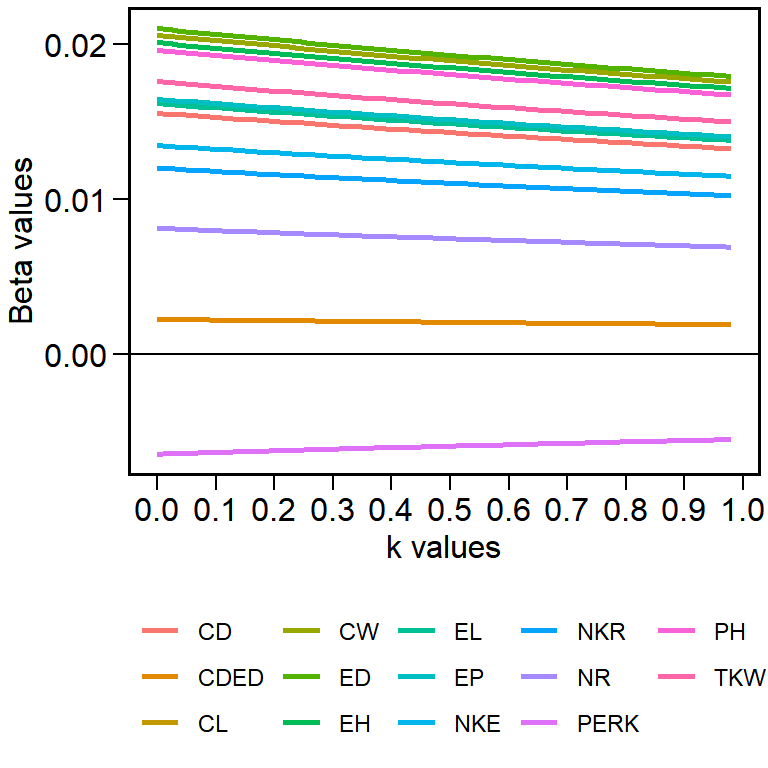 0.02
0.01
0.00
Beta values
0.0 0.1 0.2 0.3 0.4 0.5 0.6 0.7 0.8 0.9 1.0
k values
CD CW EL NKR PH
CDED ED EP NR TKW
CL EH NKE PERK